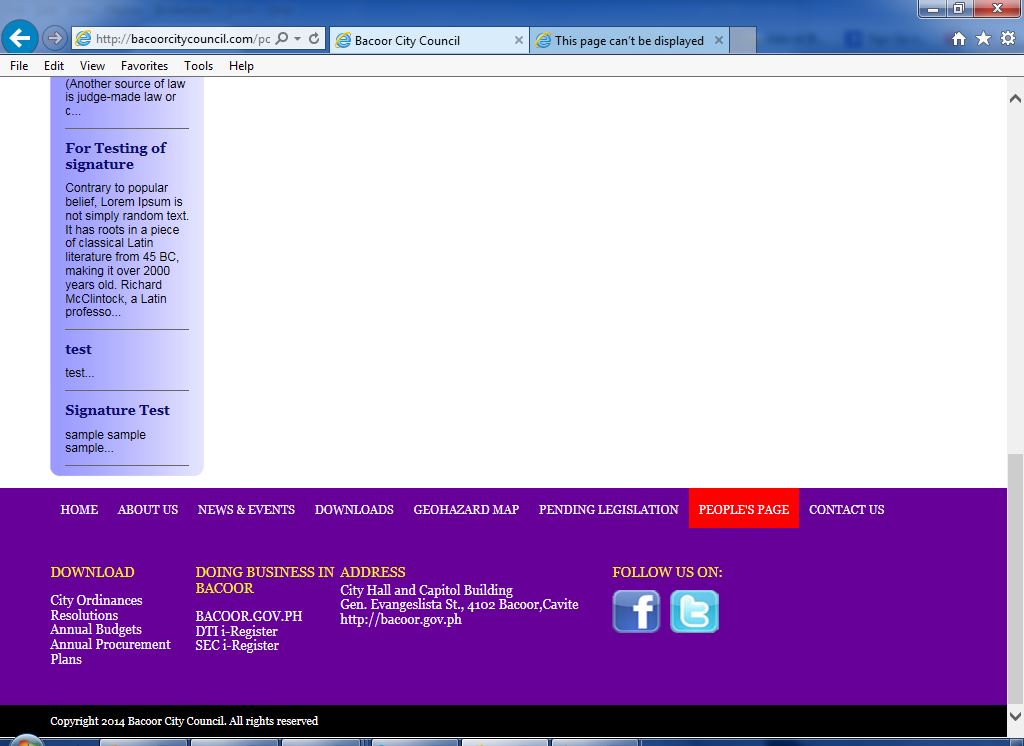 http://bacoorcitycouncil.com/pc
Bacoor City Council
This page can't be displayed
File Edit View Favorites Tools Help
(Another source of law
is judge-made law or
c...
For Testing of
signature
Contrary to popular
belief, Lorem Ipsum is
not simply random text.
It has roots in a piece
of classical Latin
literature from 45 BC,
making it over 2000
years old. Richard
McClintock, a Latin
professo...
test
test...
Signature Test
sample sample
sample...
HOME ABOUT US NEWS & EVENTS DOWNLOADS GEOHAZARD MAP PENDING LEGISLATION PEOPLE'S PAGE CONTACT US
DOWNLOAD
City Ordinances
Resolutions
Annual Budgets
Annual Procurement
Plans
DOING BUSINESS IN
BACOOR
BACOOR.GOV.PH
DTI i-Register
SEC i-Register
ADDRESS
City Hall and Capitol Building
Gen. Evangeslista St., 4102 Bacoor,Cavite
http://bacoor.gov.ph
FOLLOW US ON:
Copyright 2014 Bacoor City Council. All rights reserved